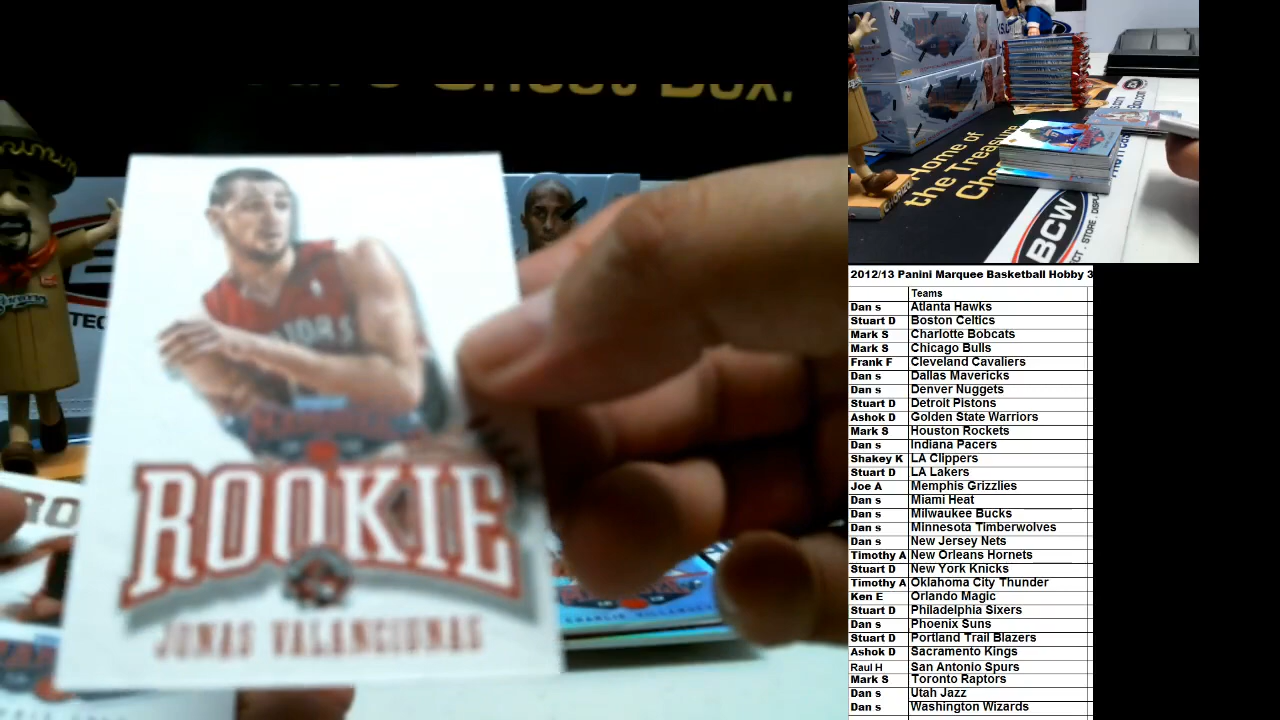 ROOKIE
JONAS VALANCIUNAS
CHARLIE VILLANUEVA
Home of
the Treasure
BCW
2012/13 Panini Marquee Basketball Hobby 3
Teams
Dan s Atlanta Hawks
Stuart D Boston Celtics
Mark S Charlotte Bobcats
Mark S Chicago Bulls
Frank F Cleveland Cavaliers
Dan s Dallas Mavericks
Dan s Denver Nuggets
Stuart D Detroit Pistons
Ashok D Golden State Warriors
Mark S Houston Rockets
Dan s Indiana Pacers
Shakey K LA Clippers
Stuart D LA Lakers
Joe A Memphis Grizzlies
Dan s Miami Heat
Dan s Milwaukee Bucks
Dan s Minnesota Timberwolves
Dan s New Jersey Nets
Timothy A New Orleans Hornets
Stuart D New York Knicks
Timothy A Oklahoma City Thunder
Ken E Orlando Magic
Stuart D Philadelphia Sixers
Dan s Phoenix Suns
Stuart D Portland Trail Blazers
Ashok D Sacramento Kings
Raul H San Antonio Spurs
Mark S Toronto Raptors
Dan s Utah Jazz
Dan s Washington Wizards